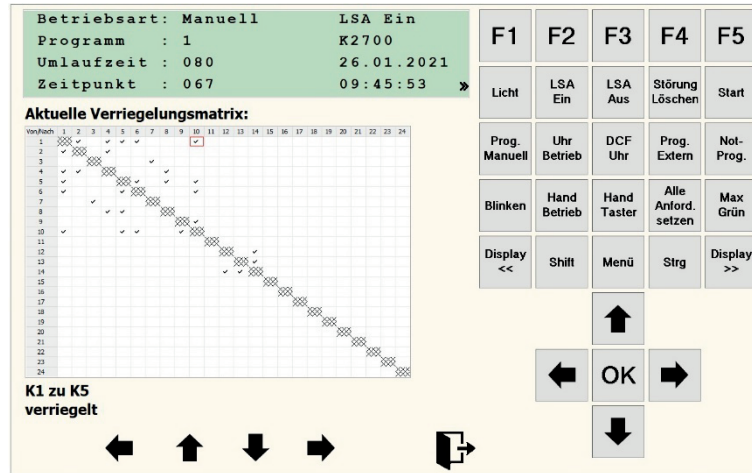 Betriebsart: Manuell LSA Ein
Programm : 1 K2700
Umlaufzeit : 080 26.01.2021
Zeitpunkt : 067 09:45:53 »
Aktuelle Verriegelungsmatrix:
Von/Nach 1 2 3 4 5 6 7 8 9 10 11 12 13 14 15 16 17 18 19 20 21 22 23 24
1
2
3
4
5
6
7
8
9
10
11
12
13
14
15
16
17
18
19
20
21
22
23
24
K1 zu K5
verriegelt
F1 F2 F3 F4 F5
Licht LSA Ein LSA Aus Störung Löschen Start
Prog. Manuell Uhr Betrieb DCF Uhr Prog. Extern Not-Prog.
Blinken Hand Betrieb Hand Taster Alle Anford. setzen Max Grün
Display << Shift Menü Strg Display >>
OK